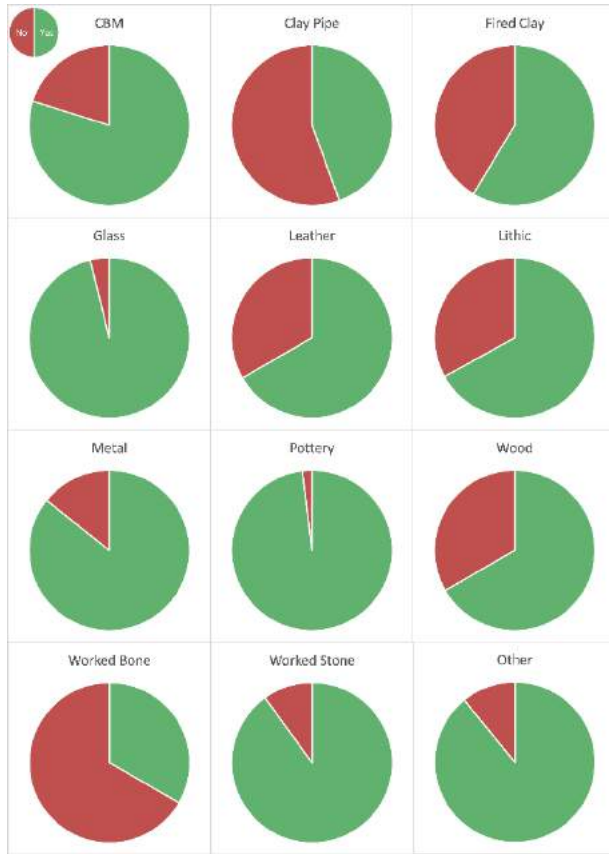 No Yes
CBM
Clay Pipe
Fired Clay
Glass
Leather
Lithic
Metal
Pottery
Wood
Worked Bone
Worked Stone
Other